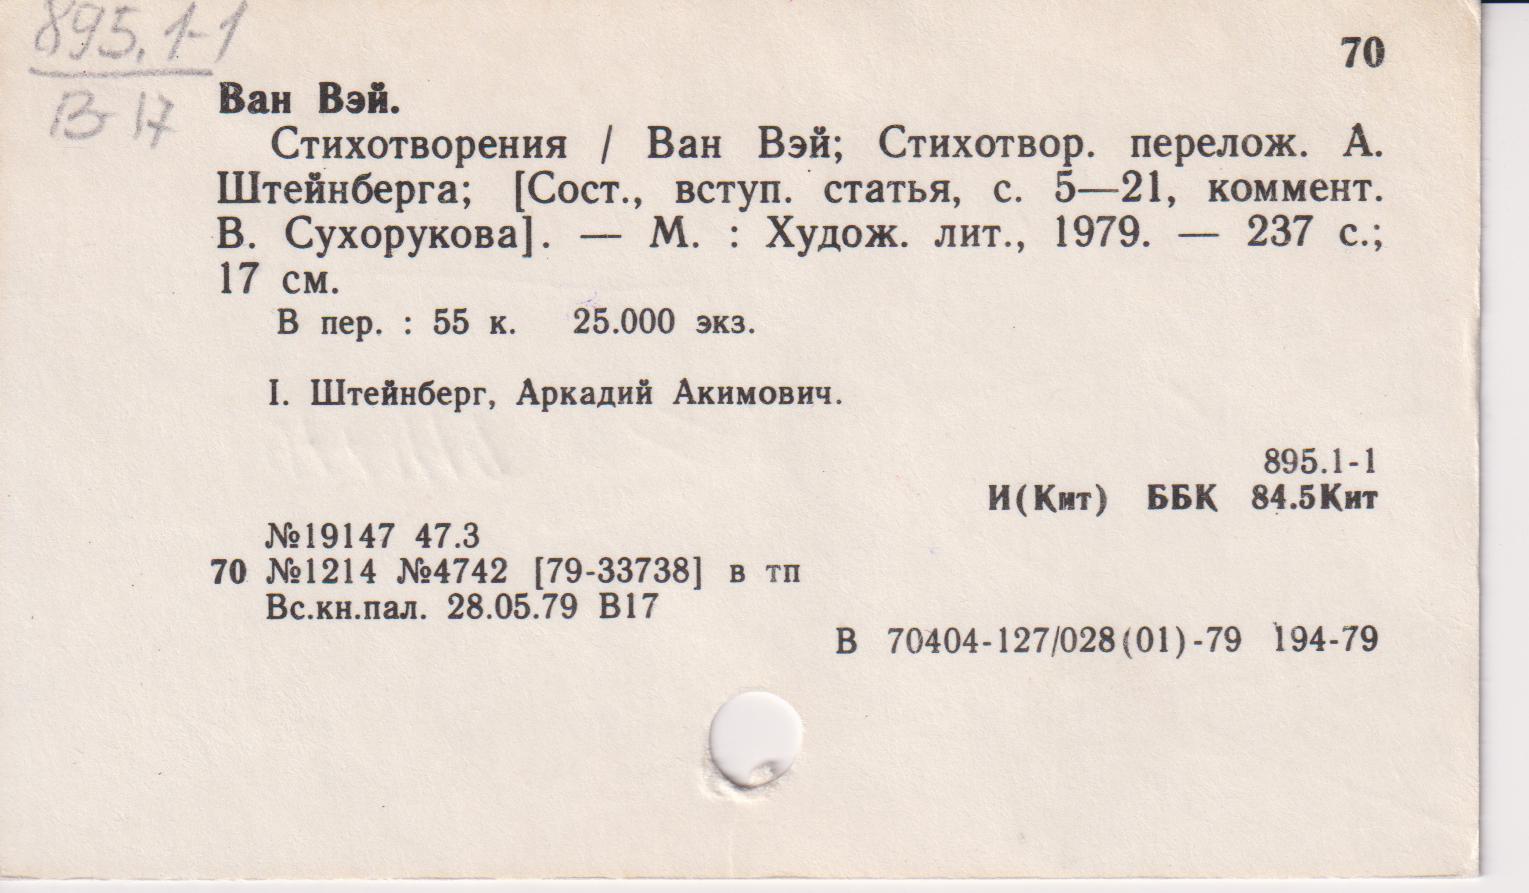 895.1-1
В-17
70
Ван Вэй.
Стихотворения / Ван Вэй; Стихотвор. перелож. А.
Штейнберга; [Сост., вступ. статья, с. 5—21, коммент.
В. Сухорукова]. — М. : Худож. лит., 1979. — 237 с.;
17 см.
В пер. : 55 к. 25.000 экз.
I. Штейнберг, Аркадий Акимович.
895.1-1
И(Кит) ББК 84.5Кит
№19147 47.3
70 №1214 №4742 [79-33738] в тп
Вс.кн.пал. 28.05.79 В17
В 70404-127/028(01)-79 194-79